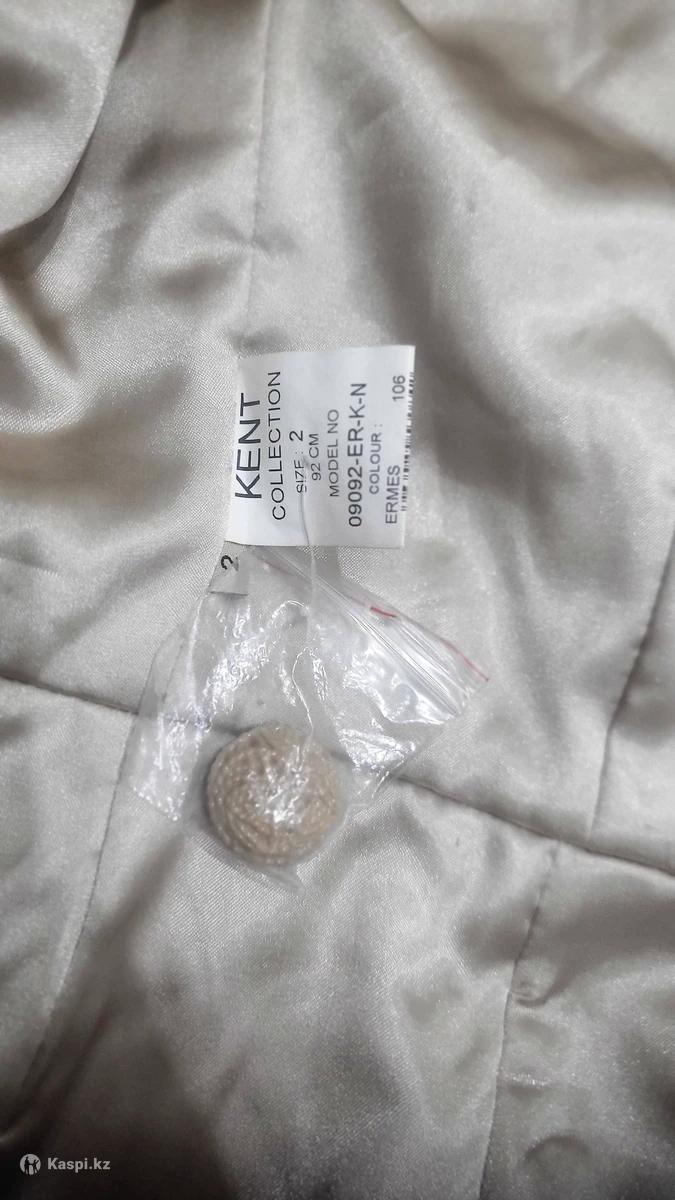 KENT
COLLECTION
SIZE : 2
92 CM
MODEL NO
09092-ER-K-N
COLOUR :
ERMES 106
2
Kaspi.kz